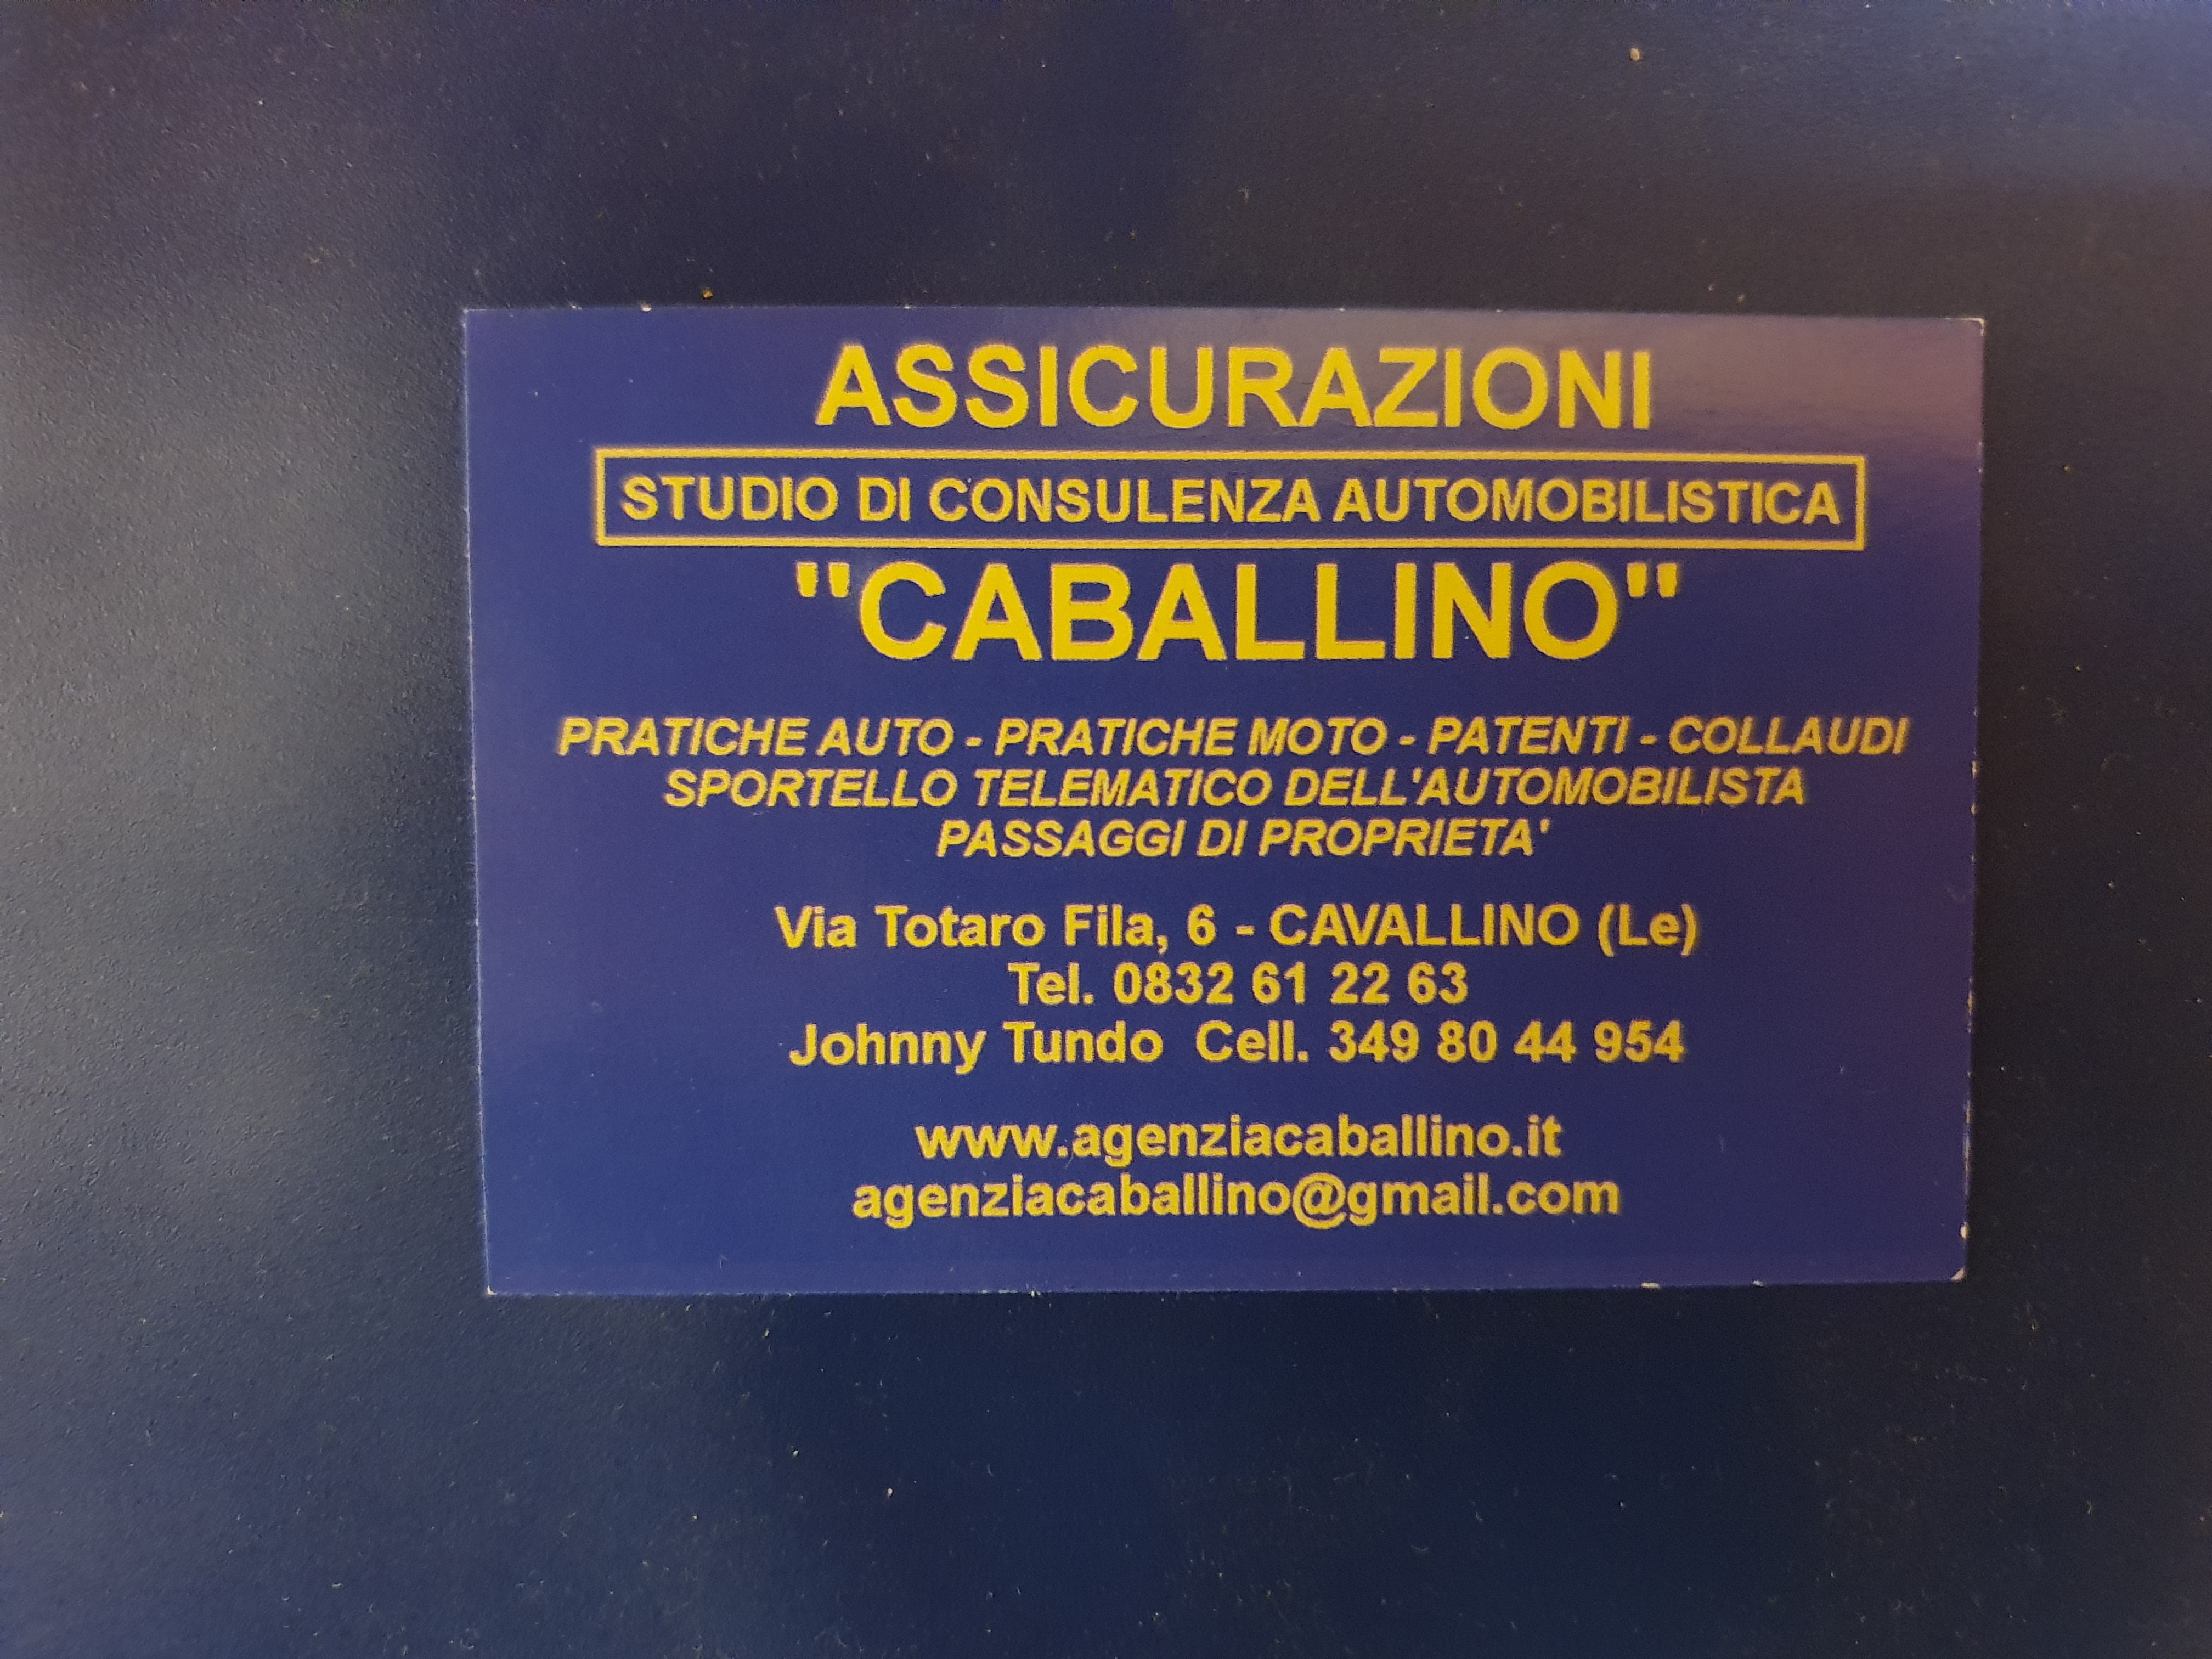 ASSICURAZIONI
STUDIO DI CONSULENZA AUTOMOBILISTICA
"CABALLINO"
PRATICHE AUTO - PRATICHE MOTO - PATENTI - COLLAUDI
SPORTELLO TELEMATICO DELL'AUTOMOBILISTA
PASSAGGI DI PROPRIETA'
Via Totaro Fila, 6 - CAVALLINO (Le)
Tel. 0832 61 22 63
Johnny Tundo Cell. 349 80 44 954
www.agenziacaballino.it
agenziacaballino@gmail.com